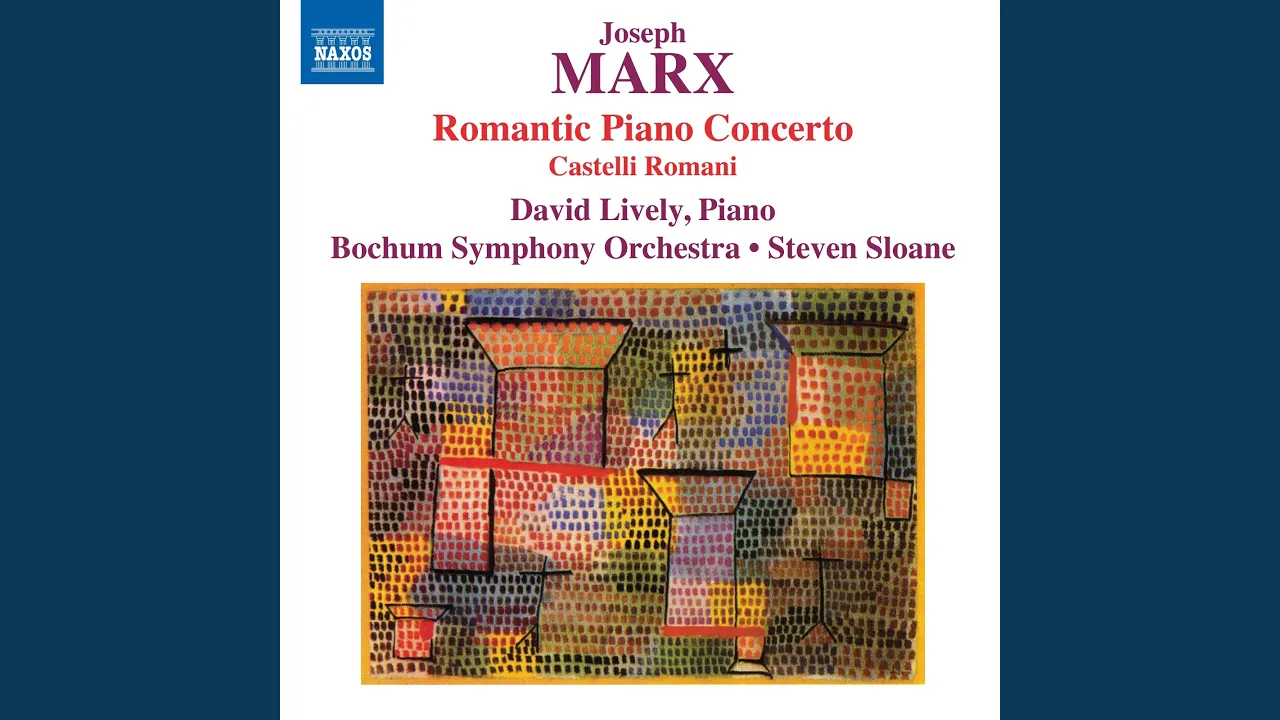 NAXOS
Joseph
MARX
Romantic Piano Concerto
Castelli Romani
David Lively, Piano
Bochum Symphony Orchestra • Steven Sloane